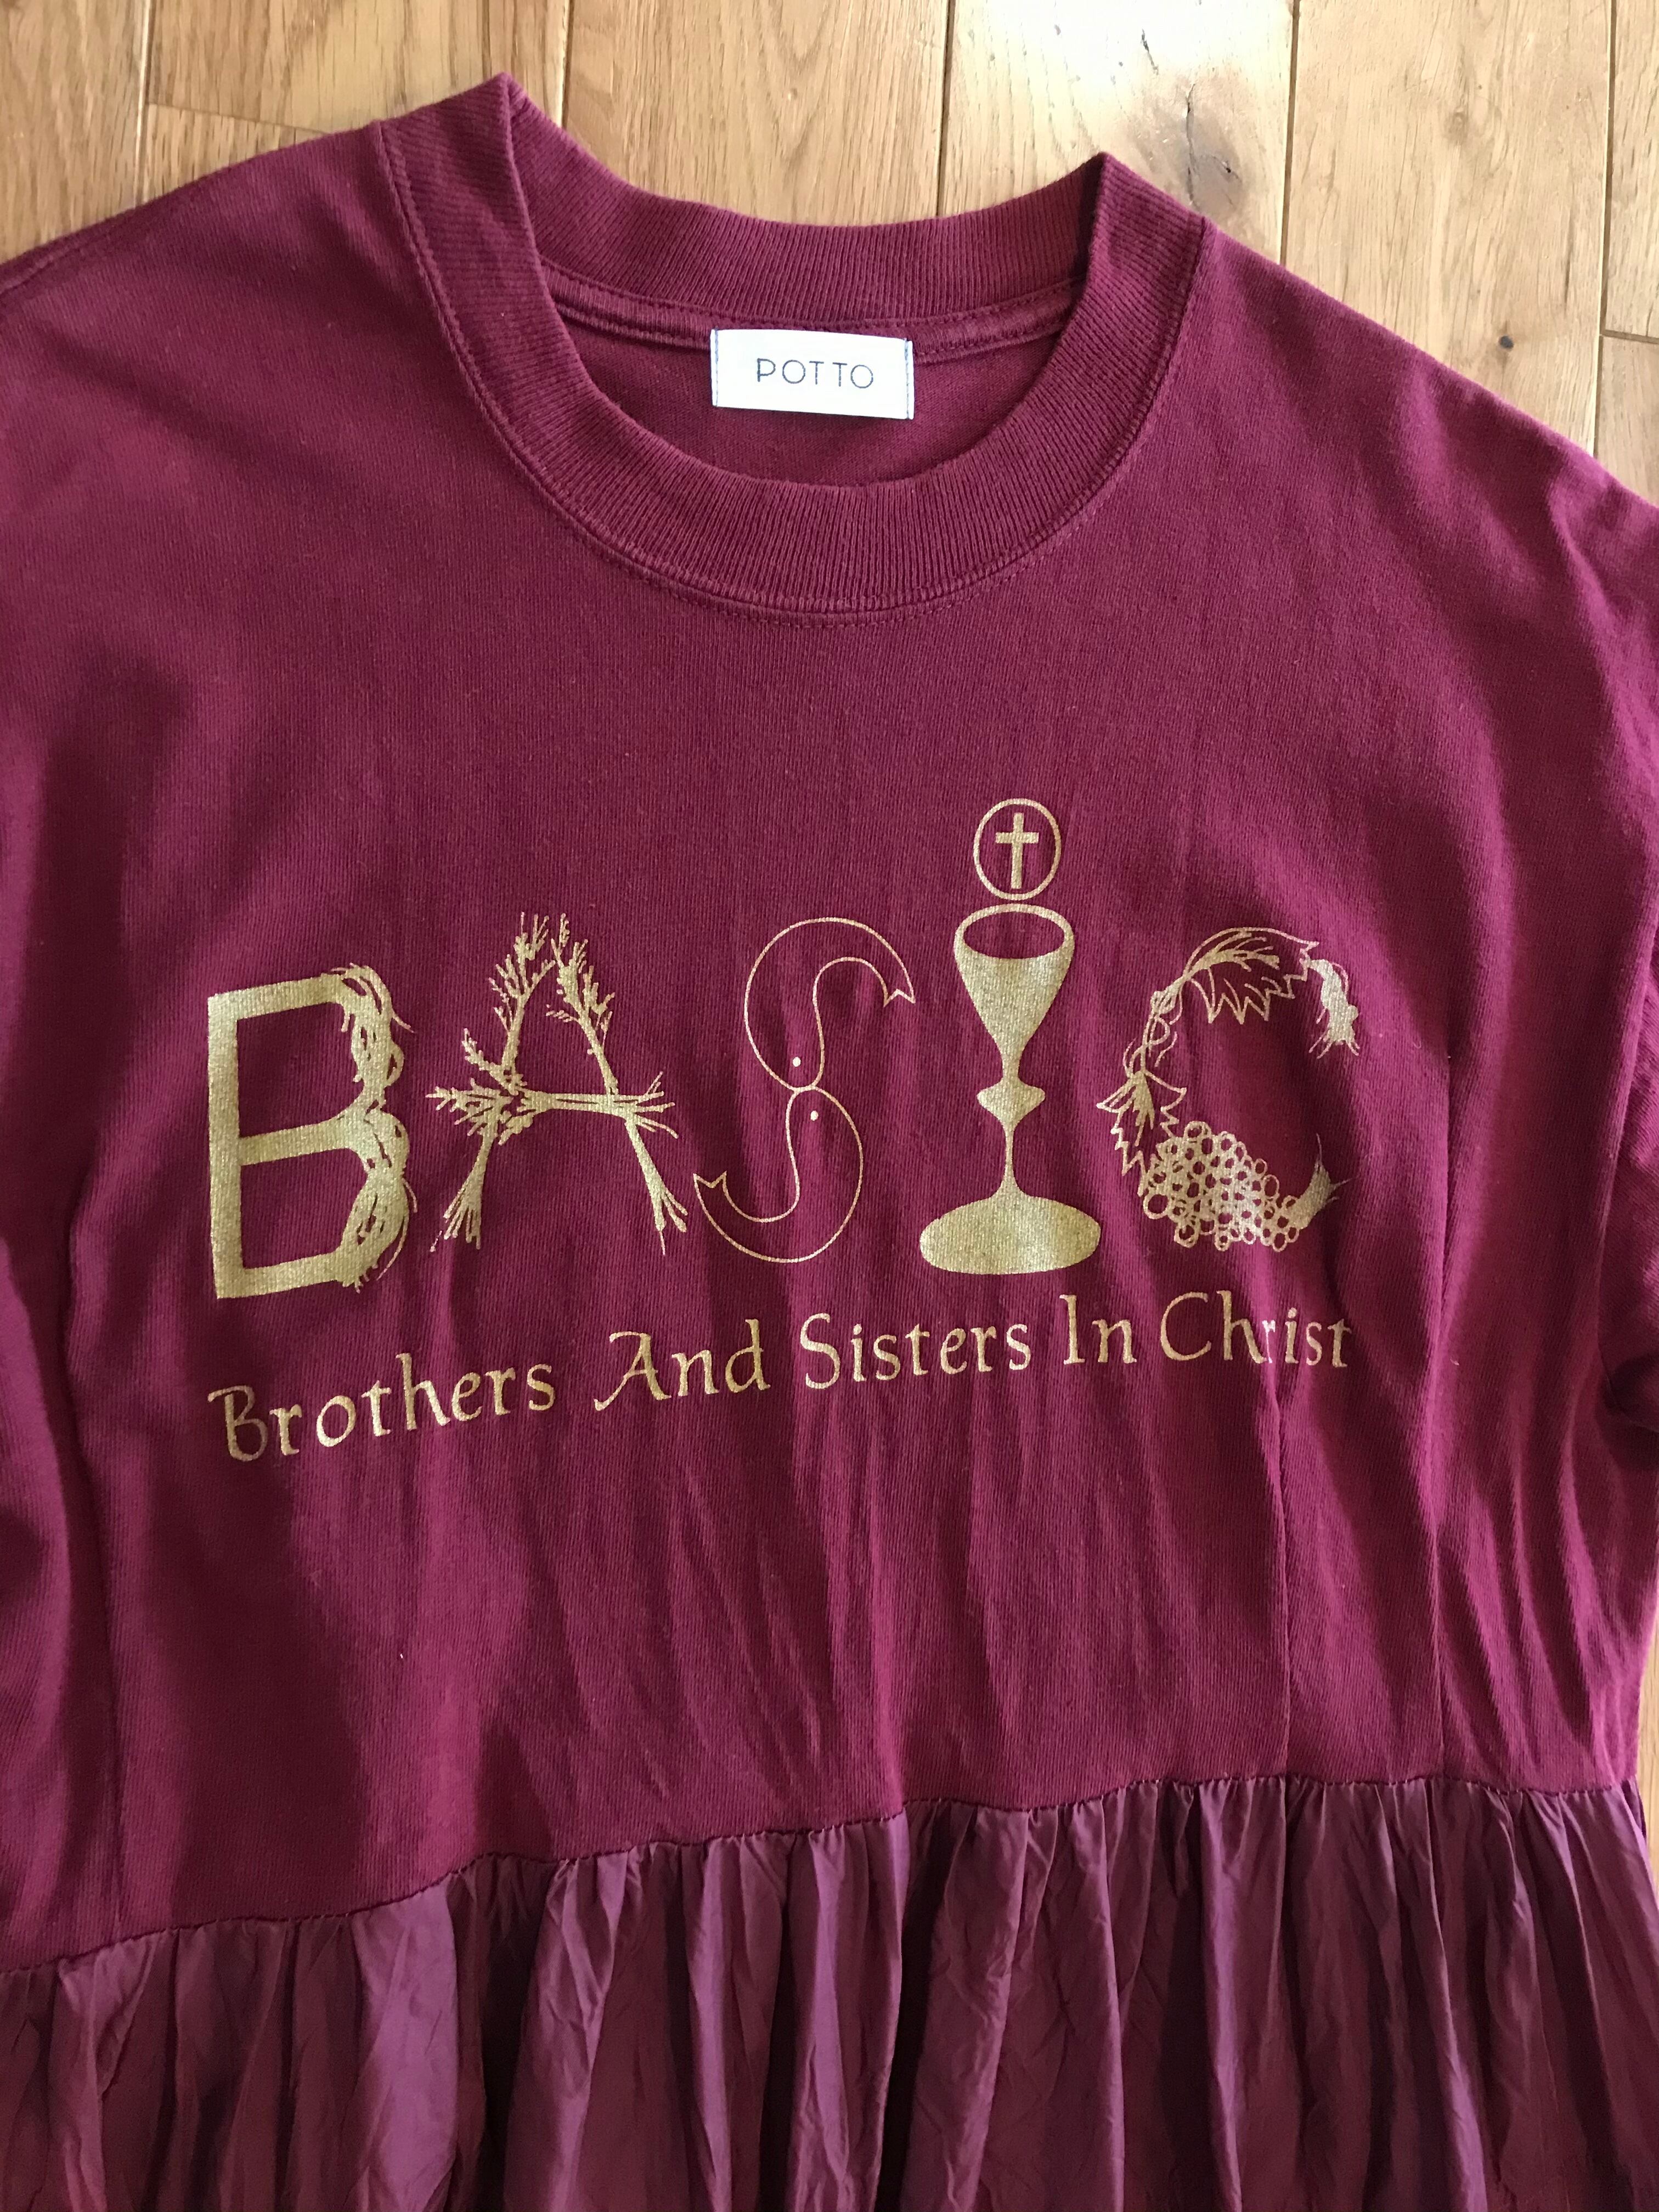 POTTO
BASIC
Brothers And Sisters In Christ